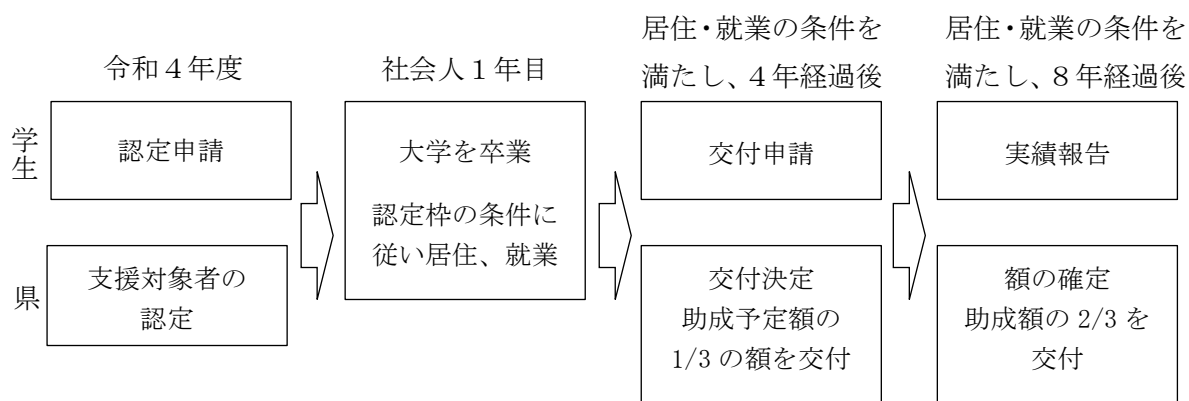 令和４年度
社会人１年目
居住・就業の条件を
満たし、４年経過後
居住・就業の条件を
満たし、８年経過後
学生
認定申請
大学を卒業
認定枠の条件に
従い居住、就業
交付申請
実績報告
県
支援対象者の
認定
交付決定
助成予定額の
1/3 の額を交付
額の確定
助成額の 2/3 を
交付